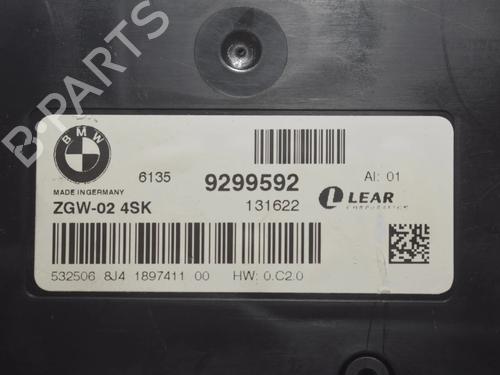 B-PARTS
BMW
6135 9299592 AI: 01
MADE IN GERMANY
ZGW-02 4SK 131622 LEAR
CORPORATION
532506 8J4 1897411 00 HW: 0.C2.0